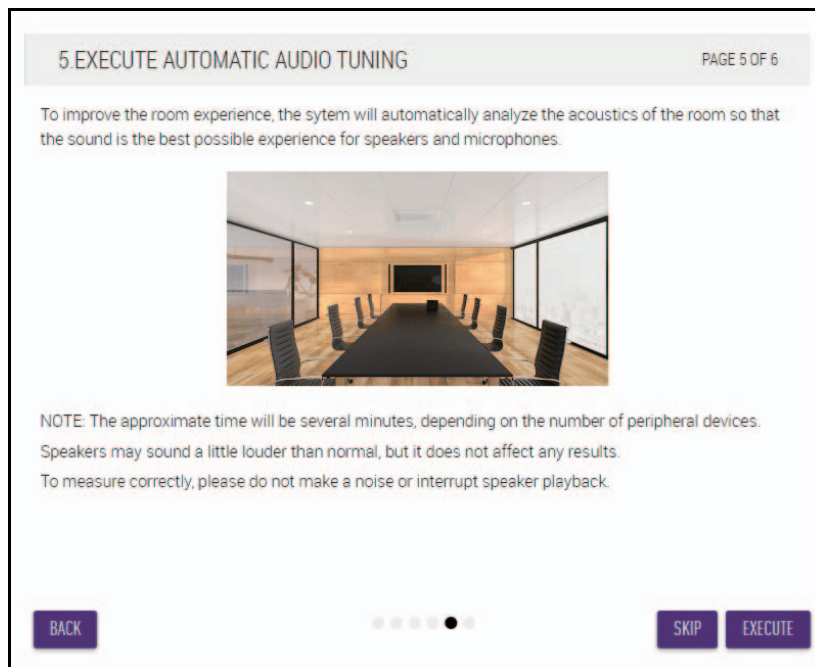 5.EXECUTE AUTOMATIC AUDIO TUNING
PAGE 5 OF 6
To improve the room experience, the sytem will automatically analyze the acoustics of the room so that
the sound is the best possible experience for speakers and microphones.
NOTE: The approximate time will be several minutes, depending on the number of peripheral devices.
Speakers may sound a little louder than normal, but it does not affect any results.
To measure correctly, please do not make a noise or interrupt speaker playback.
BACK
SKIP
EXECUTE